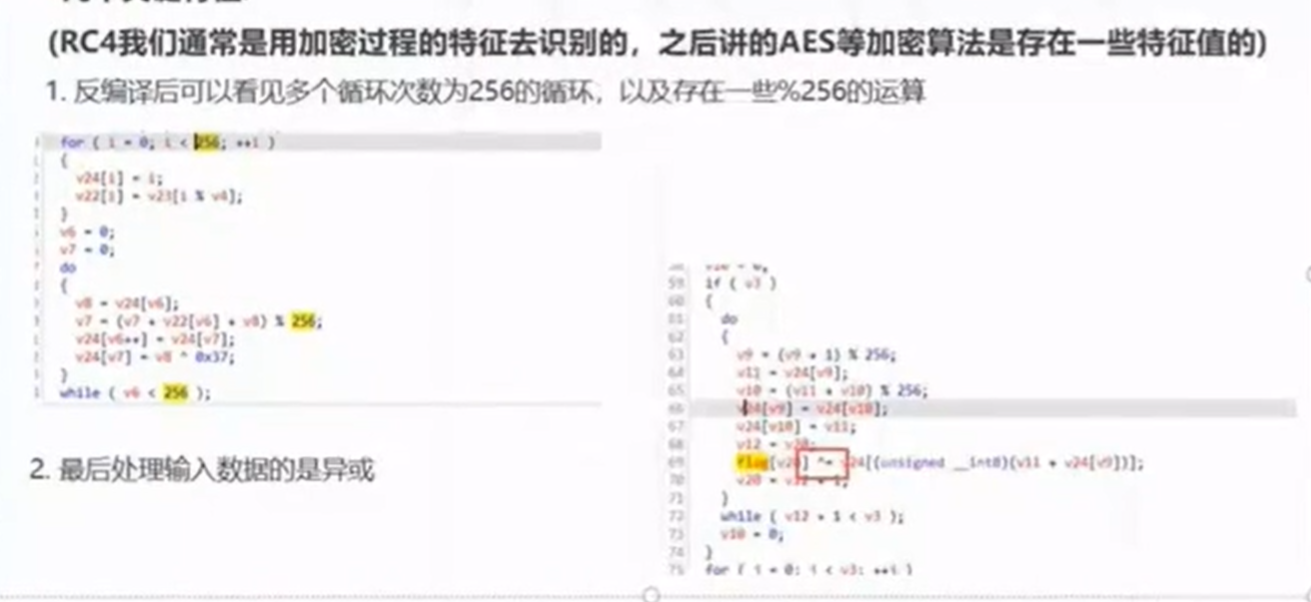 (RC4我们通常是用加密过程的特征去识别的，之后讲的AES等加密算法是存在一些特征值的)
1. 反编译后可以看见多个循环次数为256的循环，以及存在一些%256的运算
for ( i = 0; i < 256; ++i )
{
v24[i] = i;
v22[i] = v23[i % v4];
}
v6 = 0;
v7 = 0;
do
{
v8 = v24[v6];
v7 = (v7 + v22[v6] + v8) % 256;
v24[v6++] = v24[v7];
v24[v7] = v8 ^ 0x37;
}
while ( v6 < 256 );
2. 最后处理输入数据的是异或
59 if ( v3 )
60 {
61 do
62 {
63 v9 = (v9 + 1) % 256;
64 v11 = v24[v9];
65 v10 = (v11 + v10) % 256;
66 v24[v9] = v24[v10];
67 v24[v10] = v11;
68 v12 = v20;
69 flag[v20] ^= v24[(unsigned __int8)(v11 + v24[v9])];
70 v20 = v12 + 1;
71 }
72 while ( v12 + 1 < v3 );
73 v10 = 0;
74 }
75 for ( i = 0; i < v3; ++i )